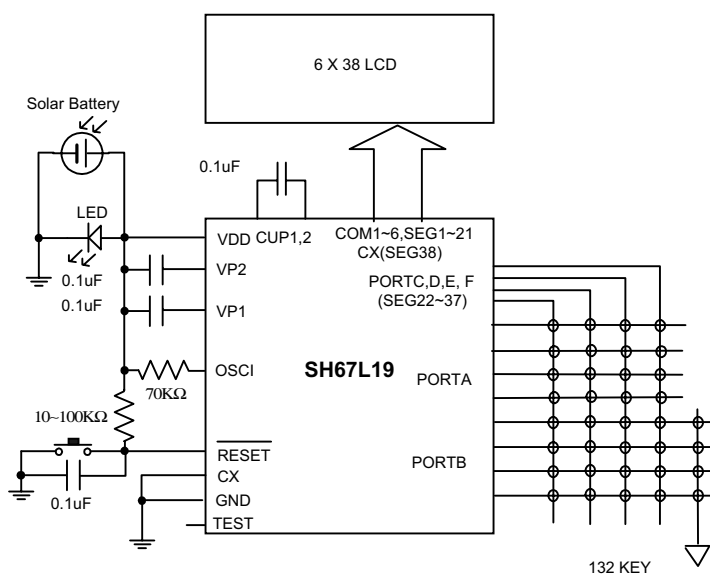 6 X 38 LCD
Solar Battery
0.1uF
LED
VDD
CUP1,2
COM1~6,SEG1~21
CX(SEG38)
0.1uF
VP2
PORTC,D,E, F
(SEG22~37)
0.1uF
VP1
OSCI
SH67L19
PORTA
70KΩ
10~100KΩ
RESET
PORTB
CX
0.1uF
GND
TEST
132 KEY